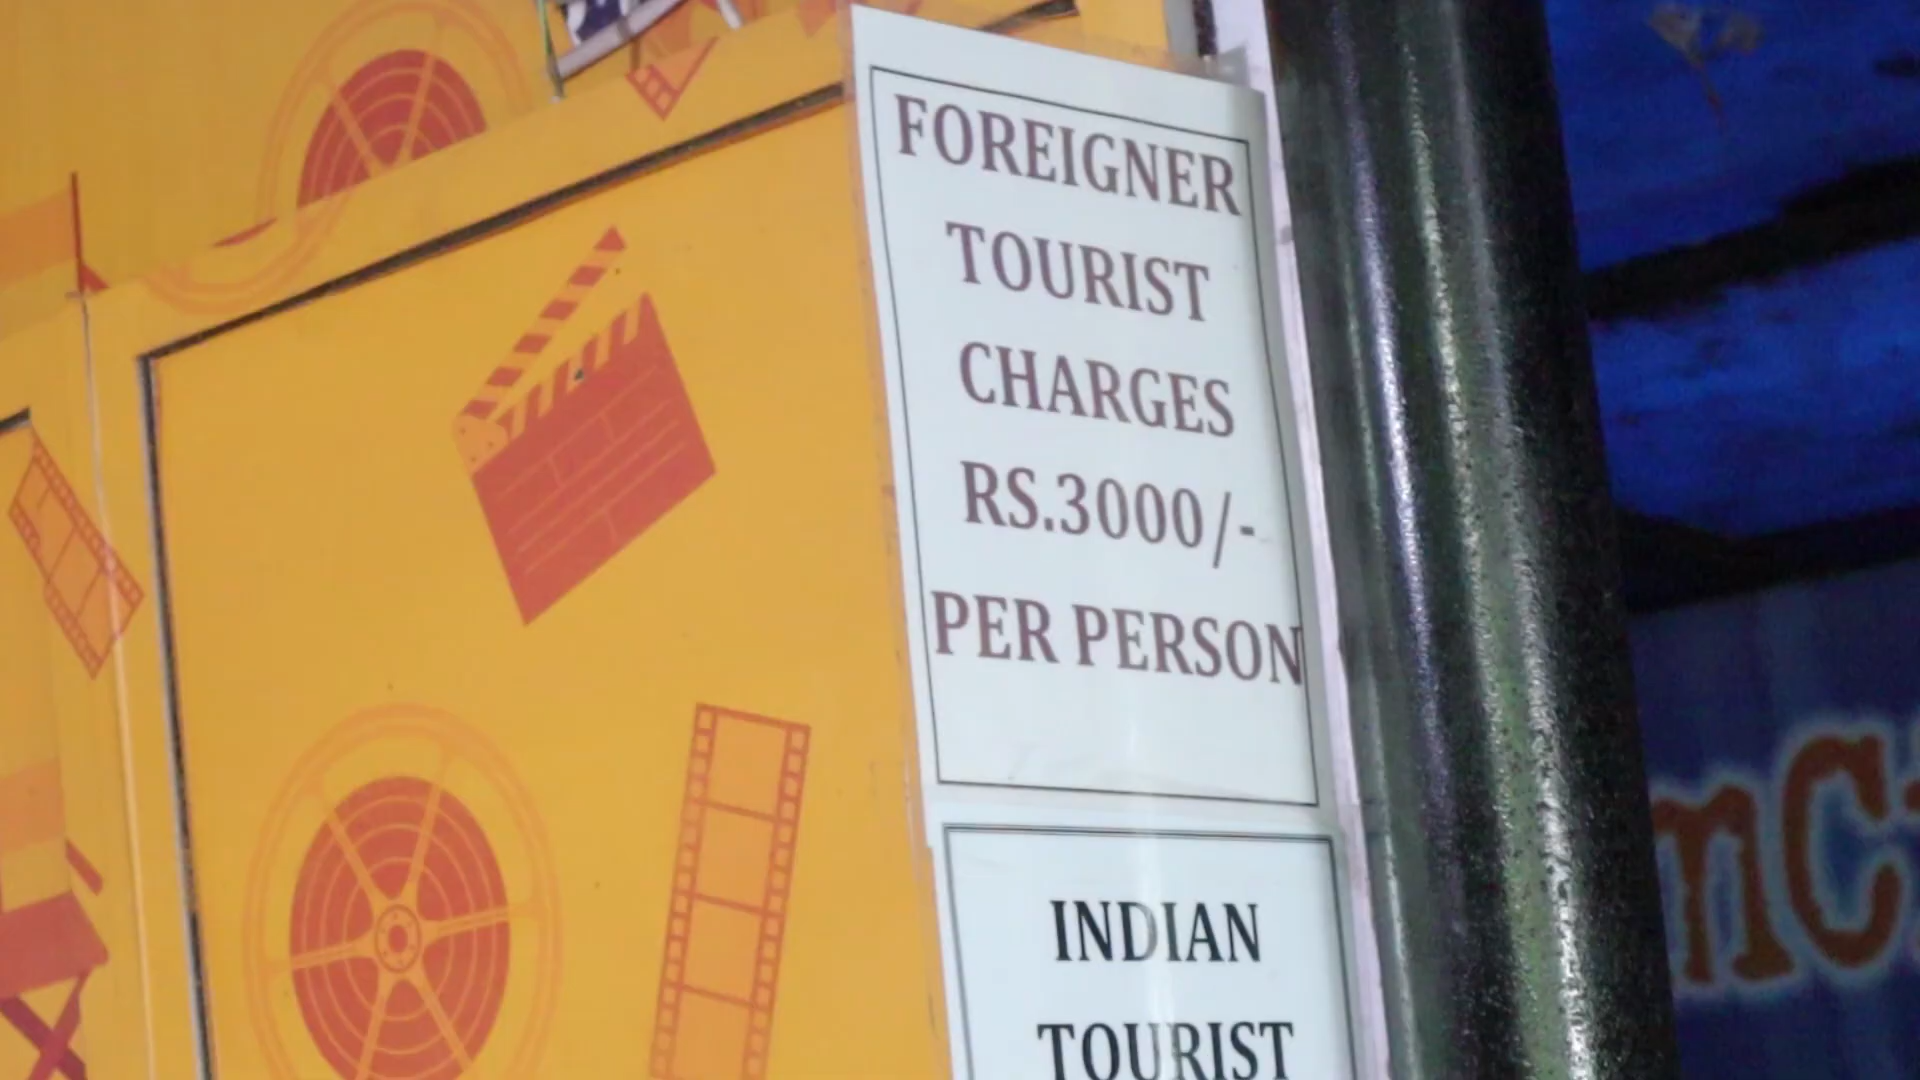 FOREIGNER
TOURIST
CHARGES
RS.3000/-
PER PERSON
INDIAN
TOURIST